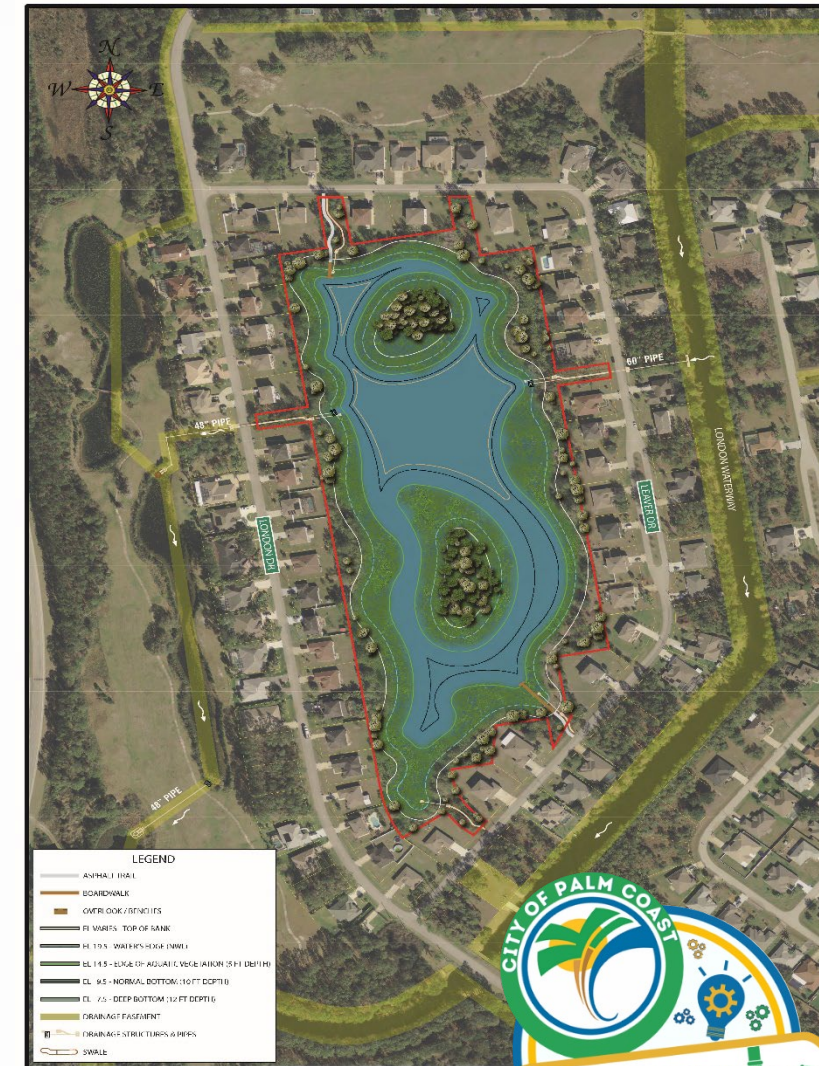 N
W
E
S
60" PIPE
48" PIPE
LONDON WATERWAY
LEAVER DR
LONDON DR
48" PIPE
LEGEND
ASPHALT TRAIL
BOARDWALK
OVERLOOK / BENCHES
EL VARIES - TOP OF BANK
EL 19.5 - WATER'S EDGE (NWL)
EL 14.5 - EDGE OF AQUATIC VEGETATION (5 FT DEPTH)
EL 9.5 - NORMAL BOTTOM (10 FT DEPTH)
EL 7.5 - DEEP BOTTOM (12 FT DEPTH)
DRAINAGE EASEMENT
DRAINAGE STRUCTURES & PIPES
SWALE
CITY OF PALM COAST